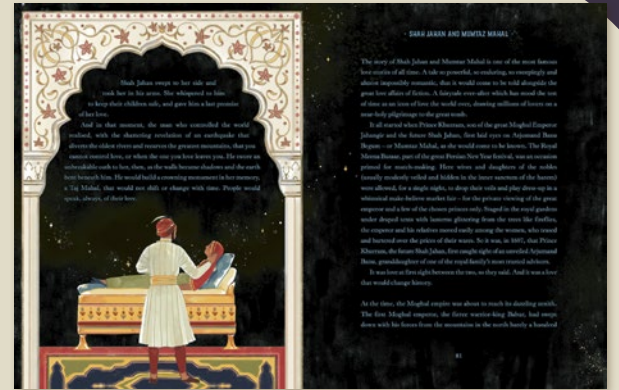 Shah Jahan swept to her side and
took her in his arms. She whispered to him
to keep their children safe, and gave him a last promise
of her love.
And in that moment, the man who controlled the world
realised, with the shattering revelation of an earthquake that
diverts the oldest rivers and reserves the greatest mountains, that you
cannot control love, or when the one you love leaves you. He swore an
unbreakable oath to her, then, as the walls became shadows and the earth
bent beneath him. He would build a crowning monument in her memory,
a Taj Mahal, that would not shift or change with time. People would
speak, always, of their love.
SHAH JAHAN AND MUMTAZ MAHAL
The story of Shah Jahan and Mumtaz Mahal is one of the most famous
love stories of all time. A tale so powerful, so enduring, so sweepingly and
almost impossibly romantic, that it would come to be told alongside the
great love affairs of fiction. A fairytale ever-after which has stood the test
of time as an icon of love the world over, drawing millions of lovers on a
near-holy pilgrimage to the great tomb.
It all started when Prince Khurram, son of the great Moghul Emperor
Jahangir and the future Shah Jahan, first laid eyes on Arjumand Banu
Begum – or Mumtaz Mahal, as she would come to be known. The Royal
Meena Bazaar, part of the great Persian New Year festival, was an occasion
primed for match-making. Here wives and daughters of the nobles
(usually modestly veiled and hidden in the inner sanctum of the harem)
were allowed, for a single night, to drop their veils and play dress-up in a
whimsical make-believe market fair – for the private viewing of the great
emperor and a few of the chosen princes only. Staged in the royal gardens
under draped tents with lanterns glittering from the trees like fireflies,
the emperor and his relatives moved easily among the women, who teased
and bartered over the prices of their wares. So it was, in 1607, that Prince
Khurram, the future Shah Jahan, first caught sight of an unveiled Arjumand
Banu, granddaughter of one of the royal family's most trusted advisors.
It was love at first sight between the two, so they said. And it was a love
that would change history.
At the time, the Moghul empire was about to reach its dazzling zenith.
The first Moghul emperor, the fierce warrior-king Babur, had swept
down with his forces from the mountains in the north barely a hundred